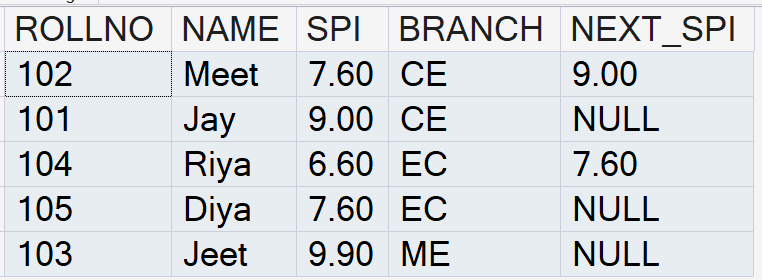 ROLLNO NAME SPI BRANCH NEXT_SPI
102 Meet 7.60 CE 9.00
101 Jay 9.00 CE NULL
104 Riya 6.60 EC 7.60
105 Diya 7.60 EC NULL
103 Jeet 9.90 ME NULL